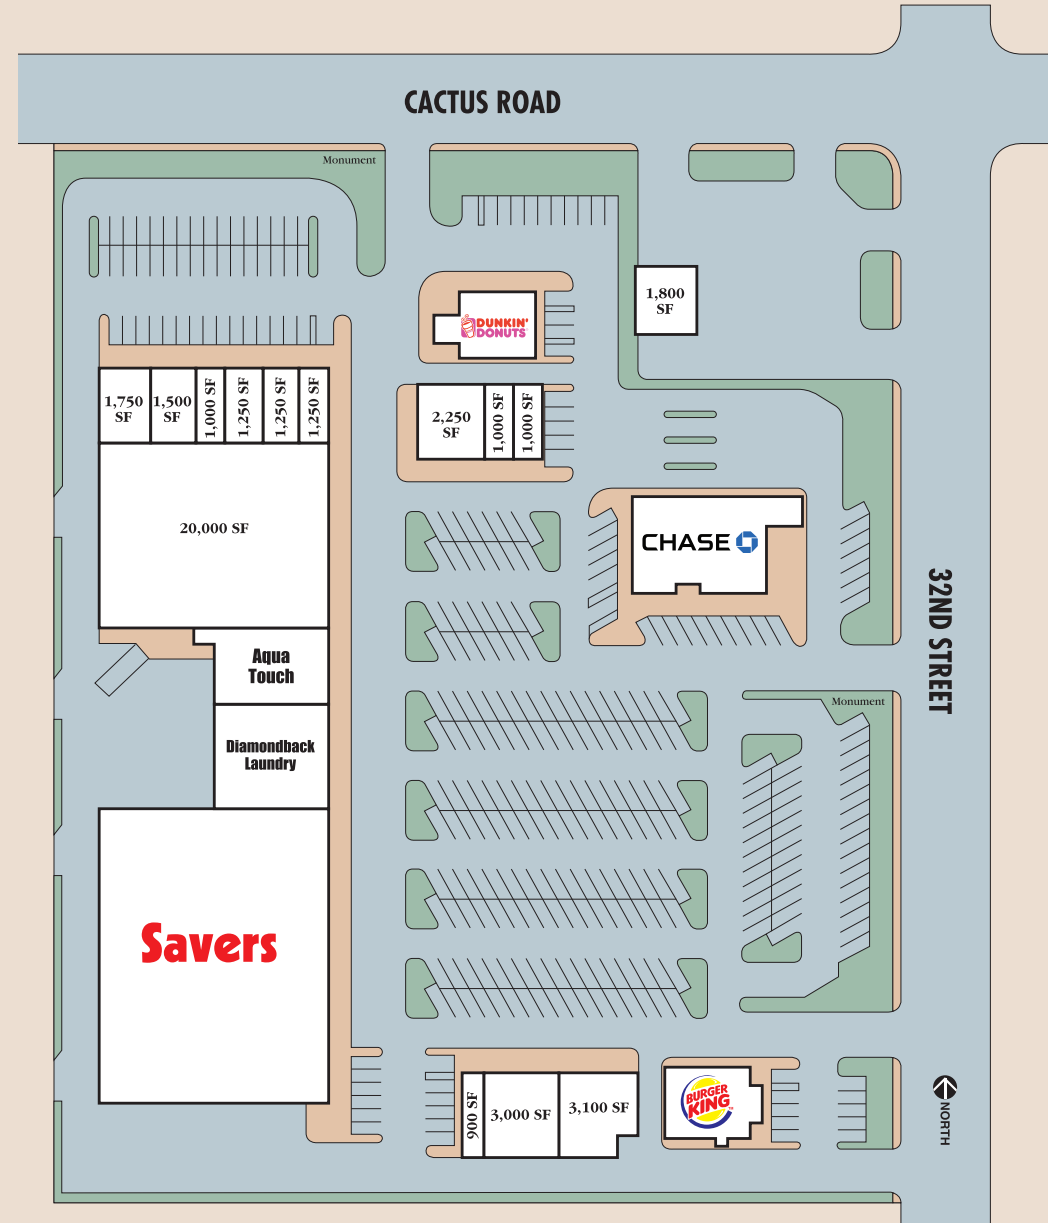 CACTUS ROAD
Monument
1,800
SF
DUNKIN'
DONUTS
1,750
SF
1,500
SF
1,000 SF
1,250 SF
1,250 SF
1,250 SF
2,250
SF
1,000 SF
1,000 SF
20,000 SF
CHASE
32ND STREET
Aqua
Touch
Monument
Diamondback
Laundry
Savers
900 SF
3,000 SF
3,100 SF
BURGER
KING
NORTH